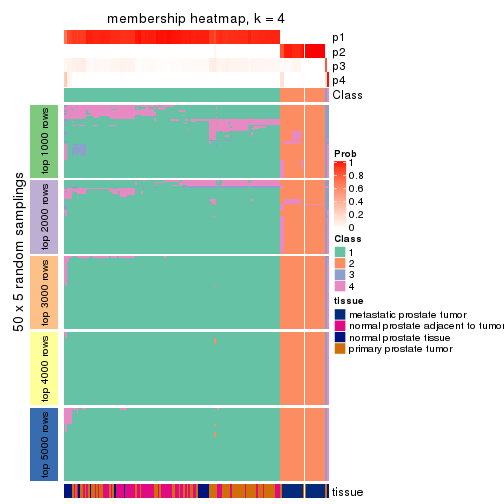 membership heatmap, k = 4
p1
p2
p3
p4
Class
50 x 5 random samplings
top 1000 rows
top 2000 rows
top 3000 rows
top 4000 rows
top 5000 rows
Prob
1
0.8
0.6
0.4
0.2
0
Class
1
2
3
4
tissue
metastatic prostate tumor
normal prostate adjacent to tumor
normal prostate tissue
primary prostate tumor
tissue